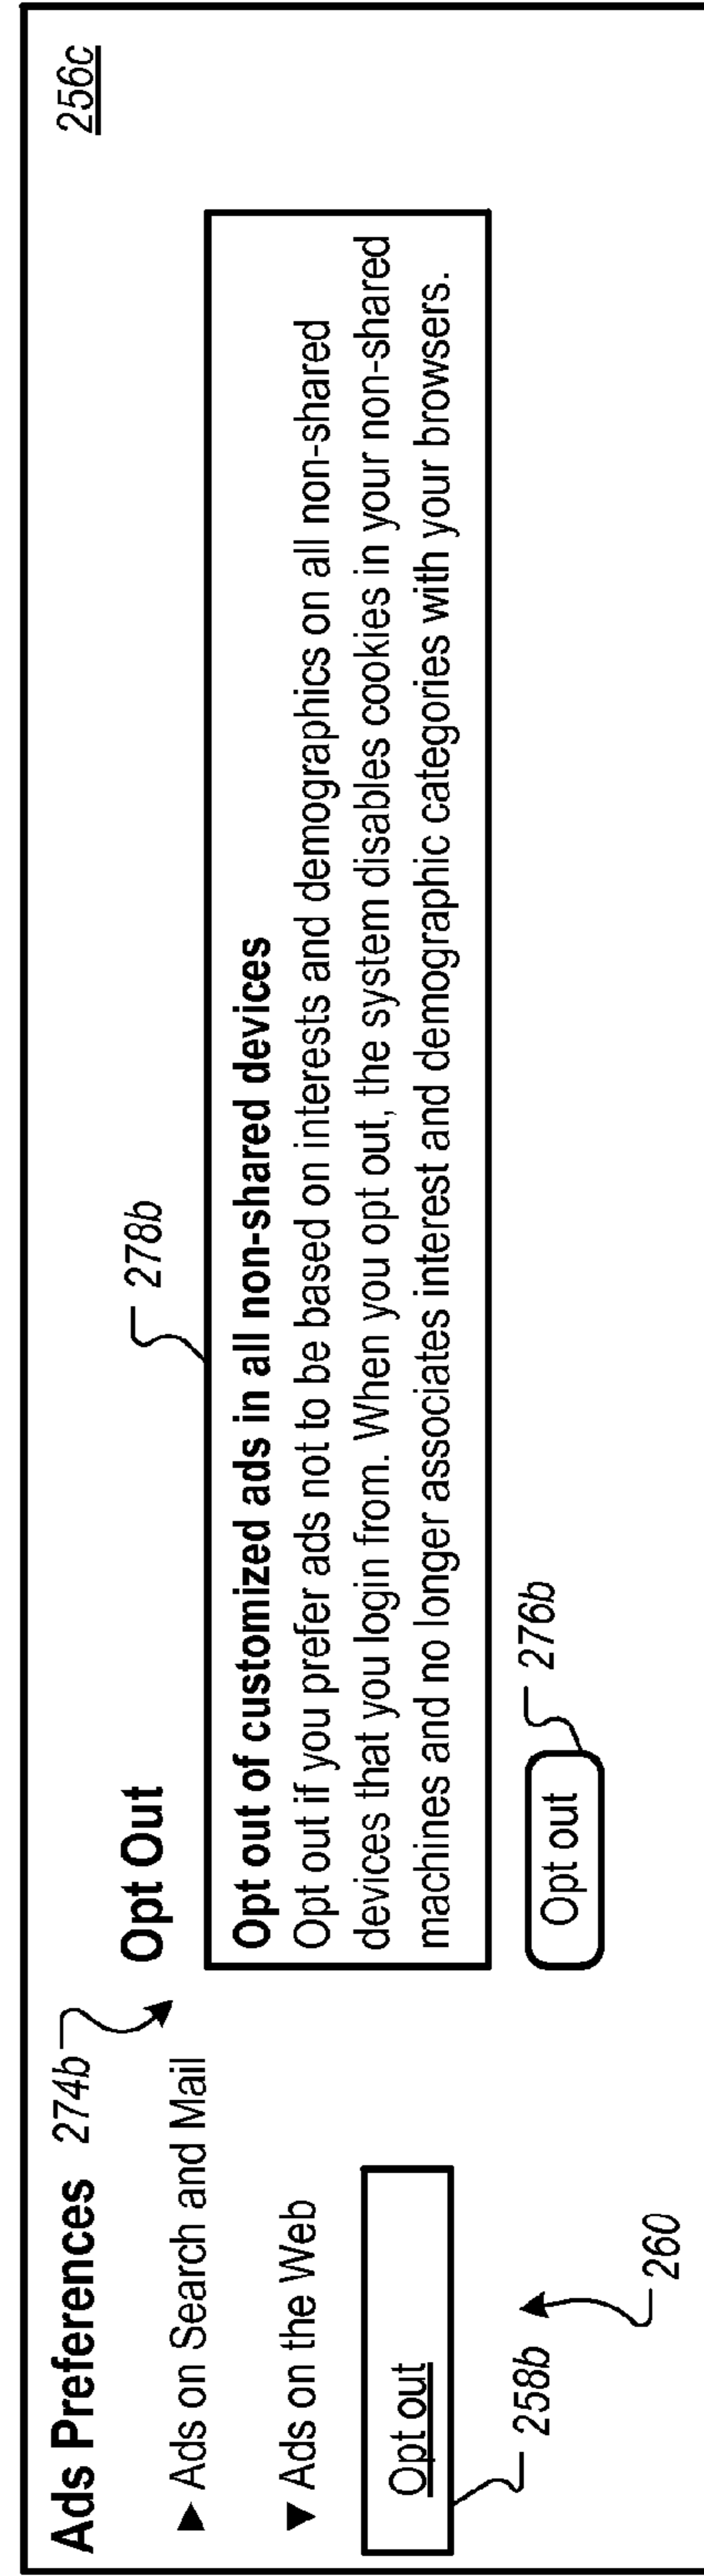 256c
Ads Preferences
274b
► Ads on Search and Mail
▼ Ads on the Web
Opt out
258b
260
Opt Out
278b
Opt out of customized ads in all non-shared devices
Opt out if you prefer ads not to be based on interests and demographics on all non-shared
devices that you login from. When you opt out, the system disables cookies in your non-shared
machines and no longer associates interest and demographic categories with your browsers.
Opt out
276b